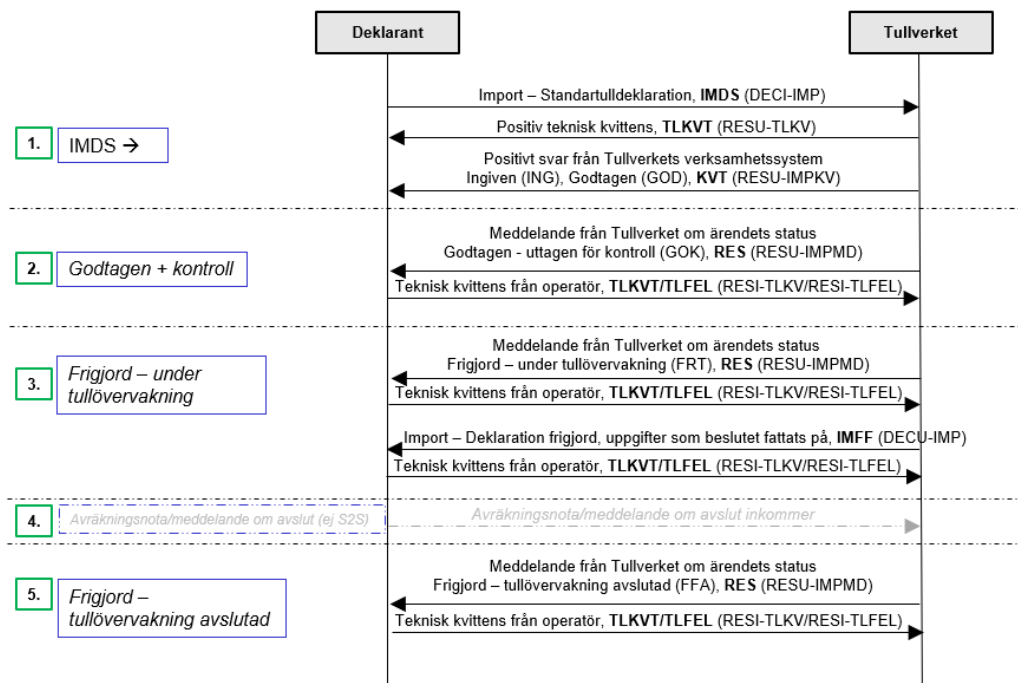 Deklarant
Tullverket
Import – Standartulldeklaration, IMDS (DECI-IMP)
Positiv teknisk kvittens, TLKVT (RESU-TLKV)
1.
IMDS →
Positivt svar från Tullverkets verksamhetssystem
Ingiven (ING), Godtagen (GOD), KVT (RESU-IMPKV)
Meddelande från Tullverket om ärendets status
2.
Godtagen + kontroll
Godtagen - uttagen för kontroll (GOK), RES (RESU-IMPMD)
Teknisk kvittens från operatör, TLKVT/TLFEL (RESI-TLKV/RESI-TLFEL)
Meddelande från Tullverket om ärendets status
3.
Frigjord – under
tullövervakning
Frigjord – under tullövervakning (FRT), RES (RESU-IMPMD)
Teknisk kvittens från operatör, TLKVT/TLFEL (RESI-TLKV/RESI-TLFEL)
Import – Deklaration frigjord, uppgifter som beslutet fattats på, IMFF (DECU-IMP)
Teknisk kvittens från operatör, TLKVT/TLFEL (RESI-TLKV/RESI-TLFEL)
4.
Avräkningsnota/meddelande om avslut (ej S2S)
Avräkningsnota/meddelande om avslut inkommer
Meddelande från Tullverket om ärendets status
5.
Frigjord –
tullövervakning avslutad
Frigjord – tullövervakning avslutad (FFA), RES (RESU-IMPMD)
Teknisk kvittens från operatör, TLKVT/TLFEL (RESI-TLKV/RESI-TLFEL)